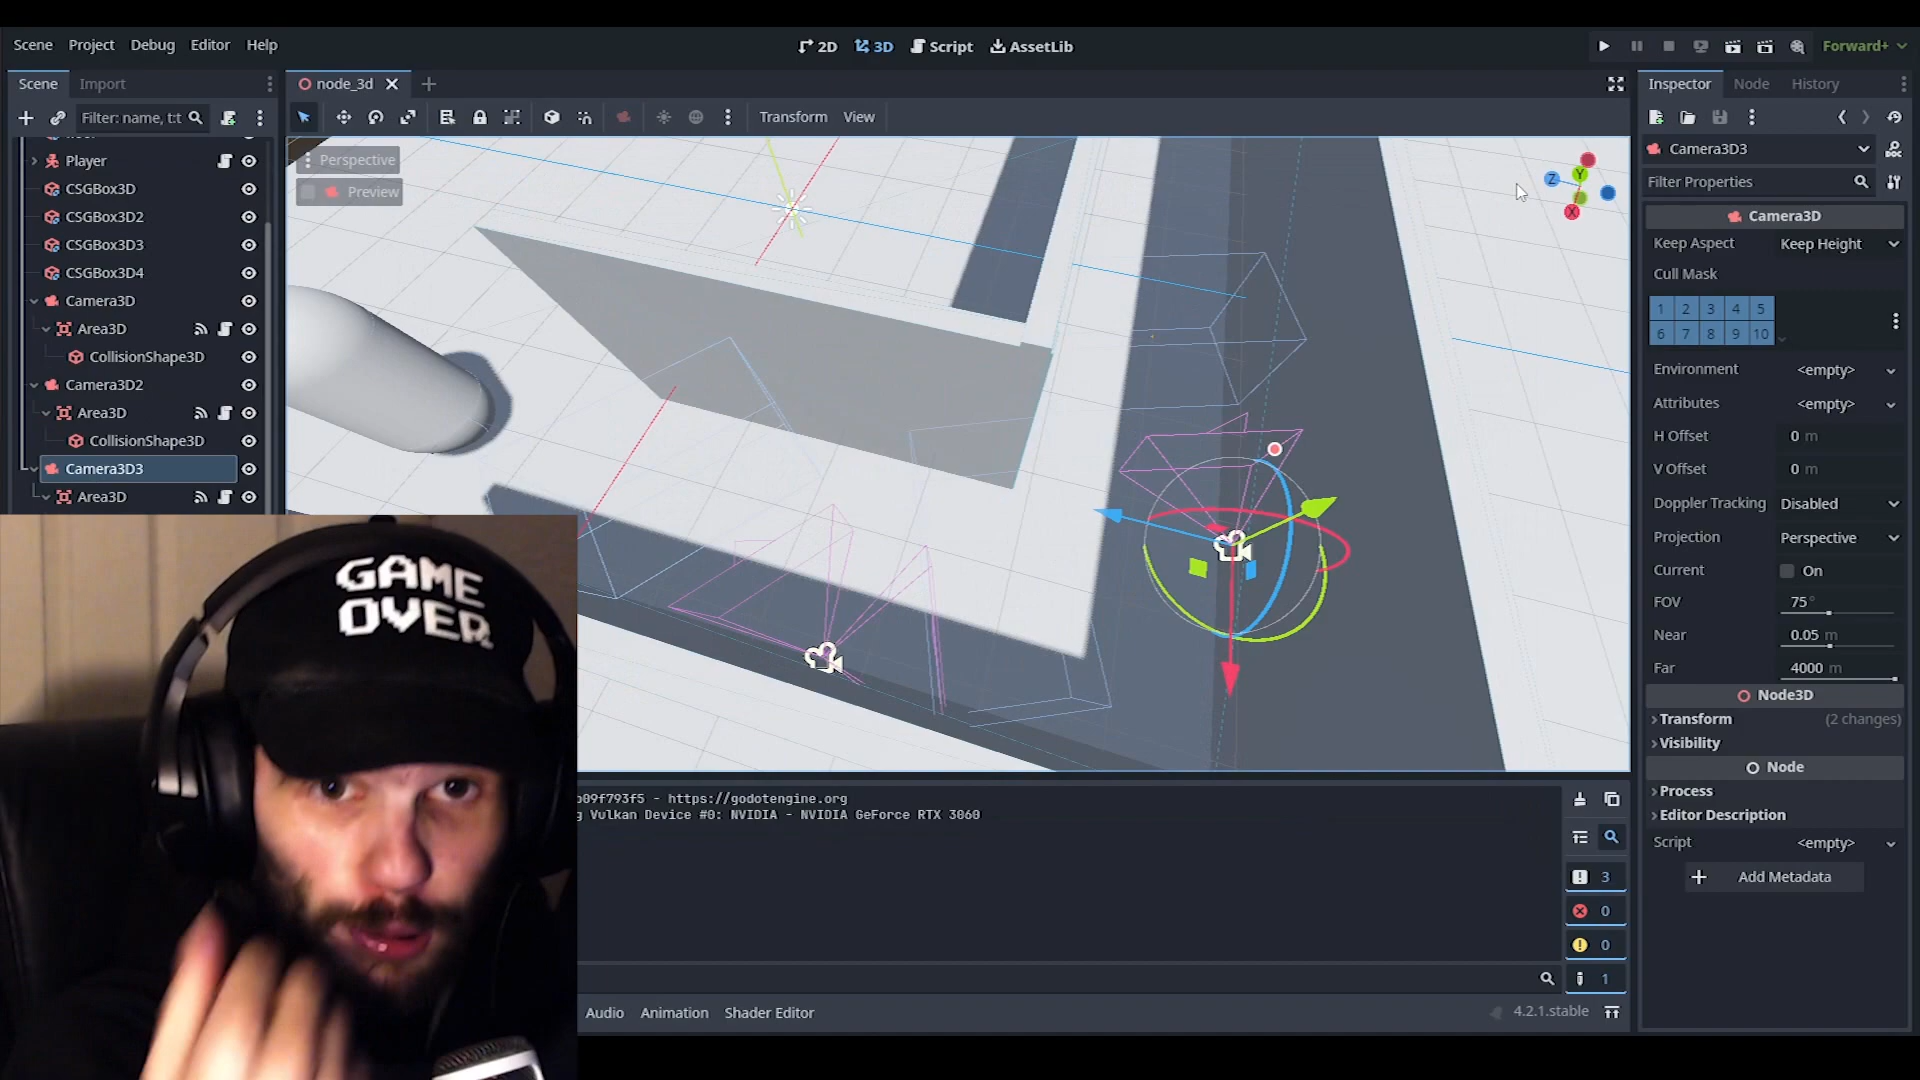 Scene Project Debug Editor Help
2D 3D Script AssetLib
Forward+
Scene Import
node_3d
Inspector Node History
Filter: name, t:t
Transform View
Player
CSGBox3D
CSGBox3D2
CSGBox3D3
CSGBox3D4
Camera3D
Area3D
CollisionShape3D
Camera3D2
Area3D
CollisionShape3D
Camera3D3
Area3D
Perspective
Preview
Z
Y
X
Camera3D3
Filter Properties
Camera3D
Keep Aspect Keep Height
Cull Mask
1 2 3 4 5
6 7 8 9 10
Environment <empty>
Attributes <empty>
H Offset 0 m
V Offset 0 m
Doppler Tracking Disabled
Projection Perspective
Current On
FOV 75°
Near 0.05 m
Far 4000 m
Node3D
Transform (2 changes)
Visibility
Node
Process
Editor Description
Script <empty>
Add Metadata
GAME
OVER
b09f793f5 - https://godotengine.org
g Vulkan Device #0: NVIDIA - NVIDIA GeForce RTX 3060
3
0
0
1
Audio Animation Shader Editor
4.2.1.stable